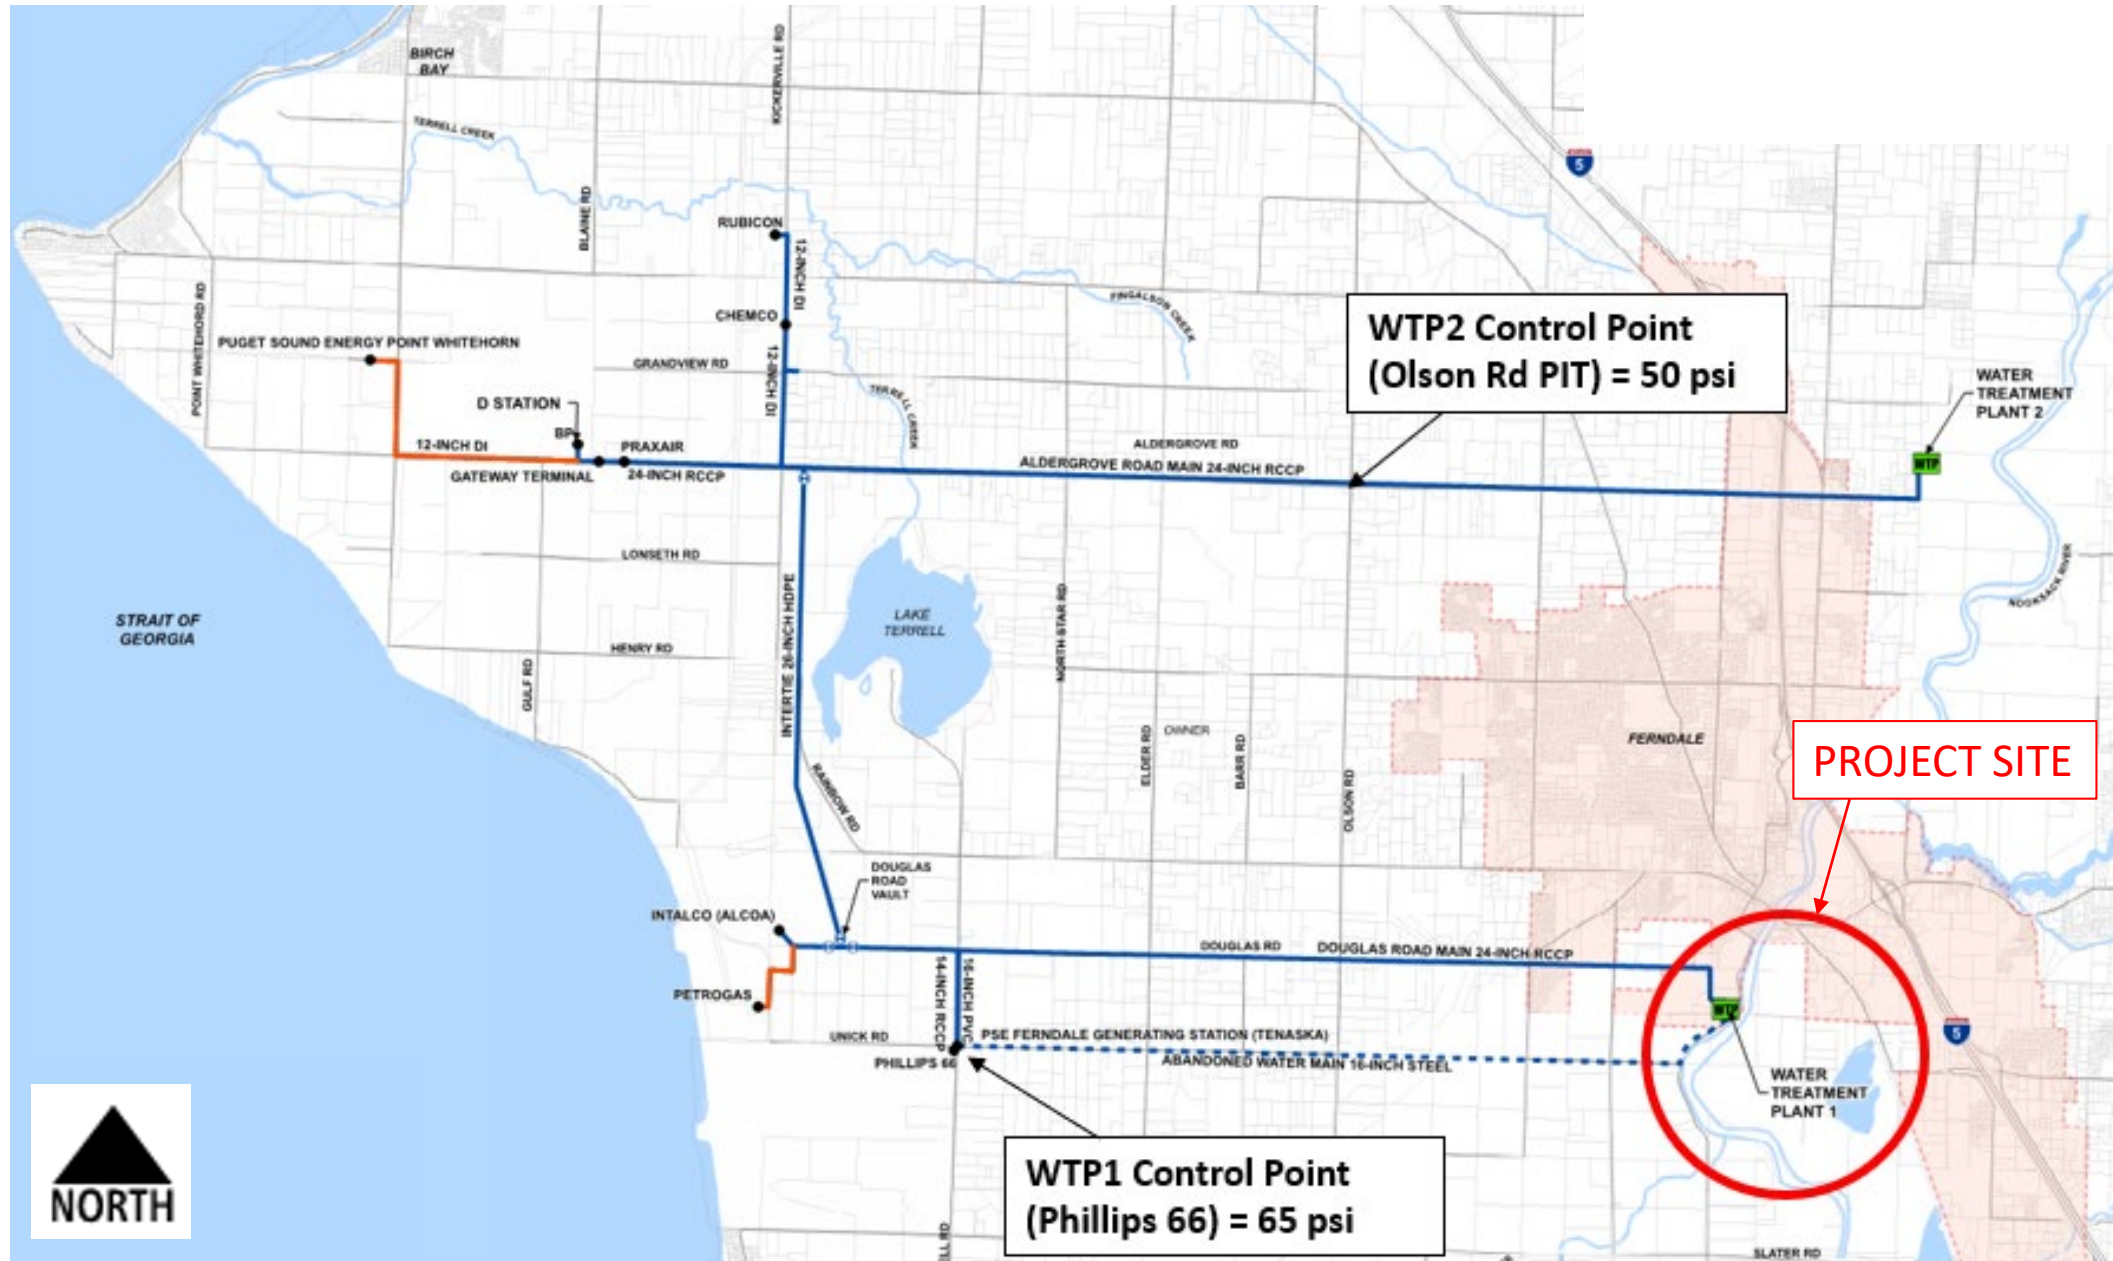 BIRCH
BAY
KICKERVILLE RD
TERRELL CREEK
5
BLAINE RD
RUBICON
12-INCH DI
POINT WHITEHORD RD
CHEMCO
FINGALSON CREEK
WTP2 Control Point
(Olson Rd PIT) = 50 psi
PUGET SOUND ENERGY POINT WHITEHORN
GRANDVIEW RD
12-INCH DI
TERRELL CREEK
WATER
TREATMENT
PLANT 2
D STATION
BP
12-INCH DI
PRAXAIR
ALDERGROVE RD
WTP
GATEWAY TERMINAL
24-INCH RCCP
ALDERGROVE ROAD MAIN 24-INCH RCCP
LONSETH RD
INTERTIE 26-INCH HDPE
NORTH STAR RD
NOOKSACK RIVER
STRAIT OF
GEORGIA
LAKE
TERRELL
HENRY RD
GULF RD
ELDER RD
OWNER
BARR RD
OLSON RD
FERNDALE
PROJECT SITE
RAINBOW RD
DOUGLAS
ROAD
VAULT
INTALCO (ALCOA)
DOUGLAS RD
DOUGLAS ROAD MAIN 24-INCH RCCP
14-INCH RCCP
16-INCH PVC
PETROGAS
WTP
UNICK RD
PSE FERNDALE GENERATING STATION (TENASKA)
5
PHILLIPS 66
ABANDONED WATER MAIN 16-INCH STEEL
WATER
TREATMENT
PLANT 1
NORTH
WTP1 Control Point
(Phillips 66) = 65 psi
RD
SLATER RD